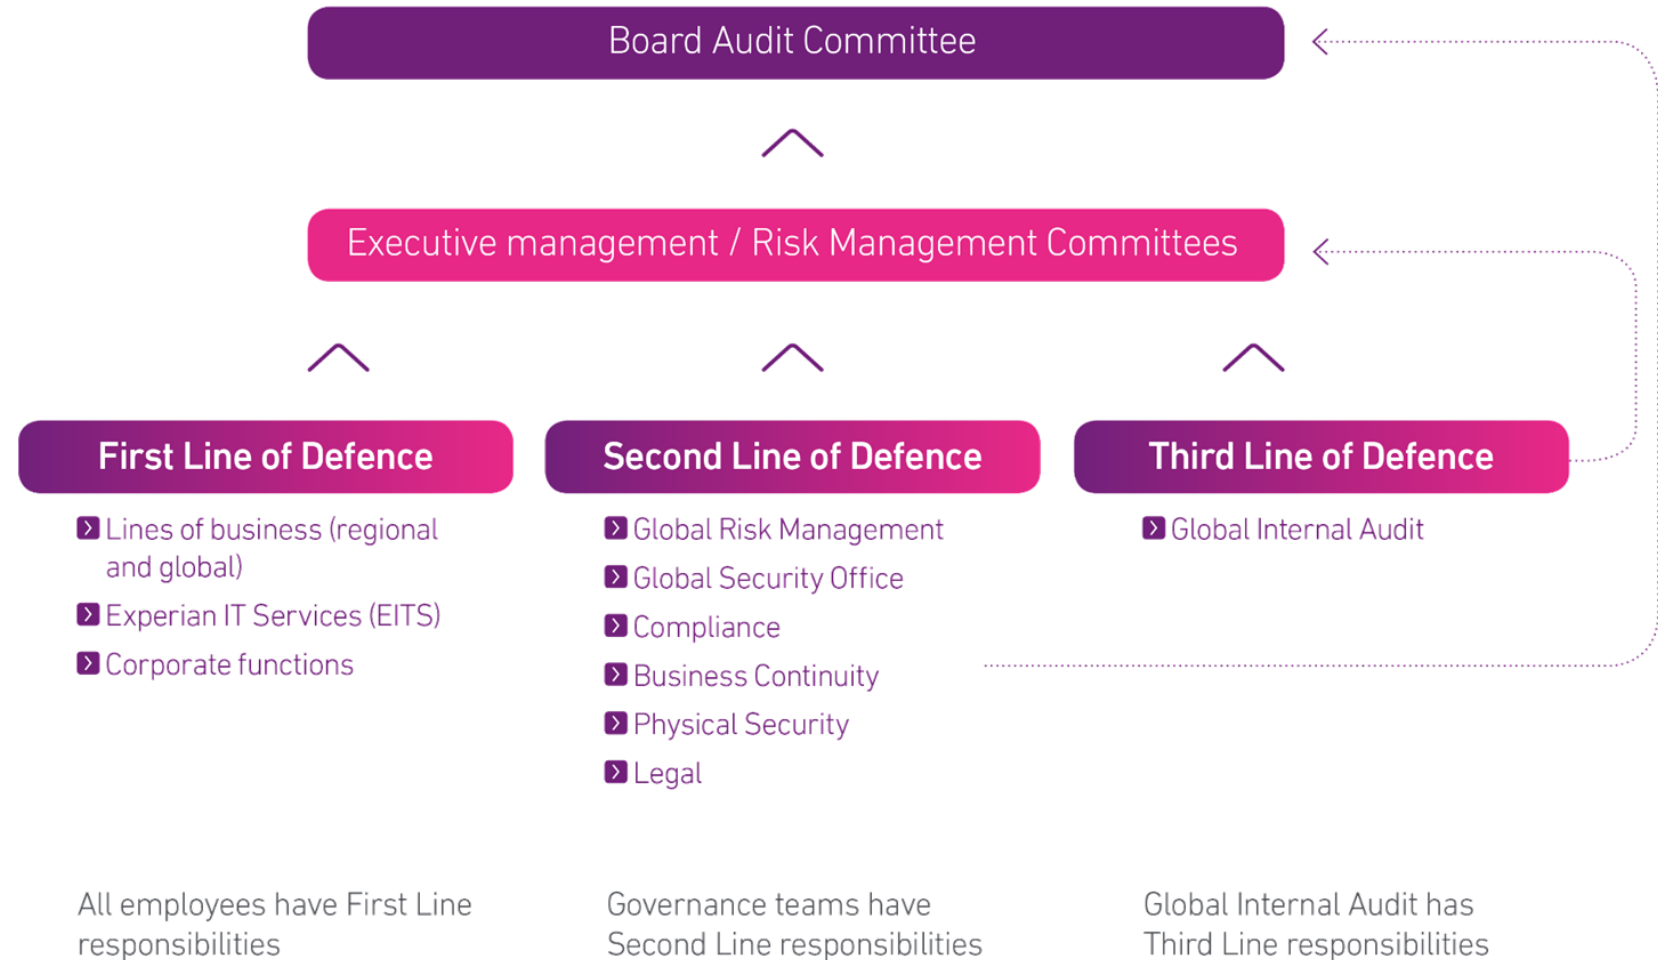 Board Audit Committee
Executive management / Risk Management Committees
First Line of Defence
Lines of business (regional
and global)
Experian IT Services (EITS)
Corporate functions
All employees have First Line
responsibilities
Second Line of Defence
Global Risk Management
Global Security Office
Compliance
Business Continuity
Physical Security
Legal
Governance teams have
Second Line responsibilities
Third Line of Defence
Global Internal Audit
Global Internal Audit has
Third Line responsibilities